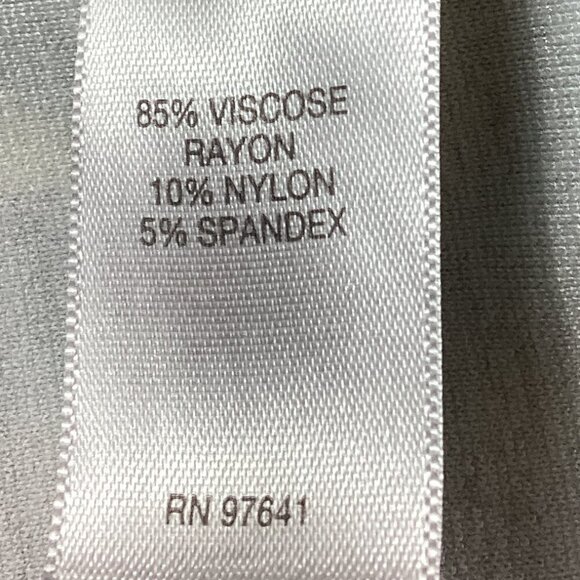 85% VISCOSE
RAYON
10% NYLON
5% SPANDEX
RN 97641